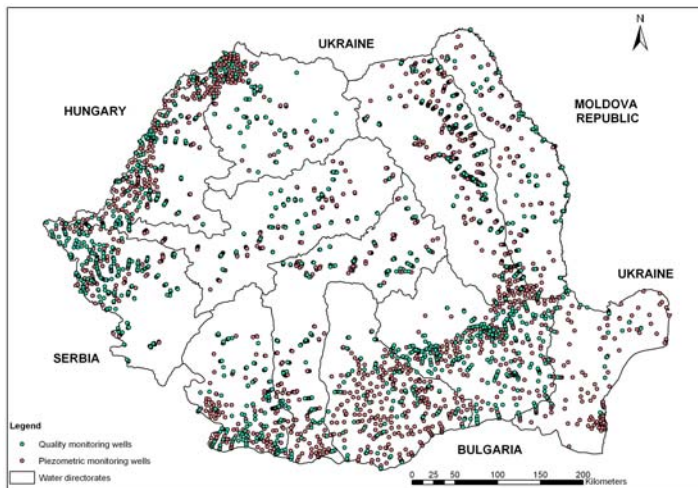 UKRAINE
N
HUNGARY
MOLDOVA
REPUBLIC
UKRAINE
SERBIA
BULGARIA
Legend
Quality monitoring wells
Piezometric monitoring wells
Water directorates
0 25 50 100 150 200
Kilometers